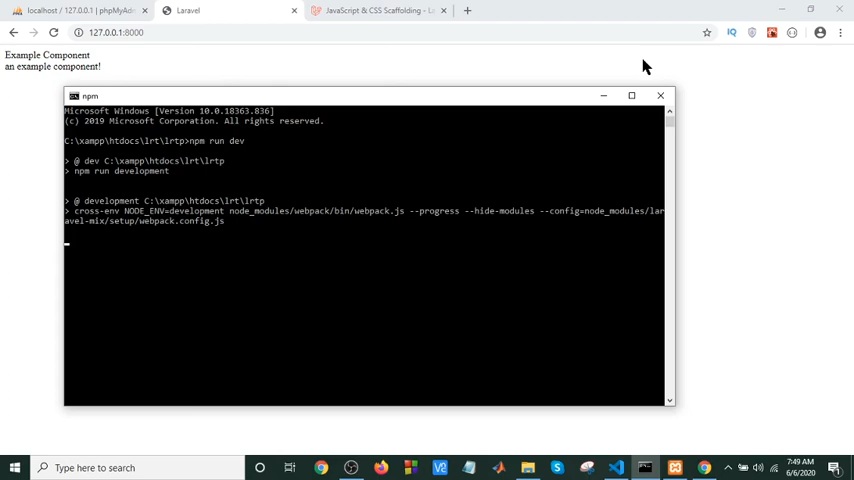 localhost / 127.0.0.1 | phpMyAd
Laravel
JavaScript & CSS Scaffolding - La
127.0.0.1:8000
IQ
Example Component
an example component!
npm
Microsoft Windows [Version 10.0.18363.836]
(c) 2019 Microsoft Corporation. All rights reserved.
C:\xampp\htdocs\lrt\lrtp>npm run dev
> @ dev C:\xampp\htdocs\lrt\lrtp
> npm run development
> @ development C:\xampp\htdocs\lrt\lrtp
> cross-env NODE_ENV=development node_modules/webpack/bin/webpack.js --progress --hide-modules --config=node_modules/lar
avel-mix/setup/webpack.config.js
Type here to search
7:49 AM
6/6/2020